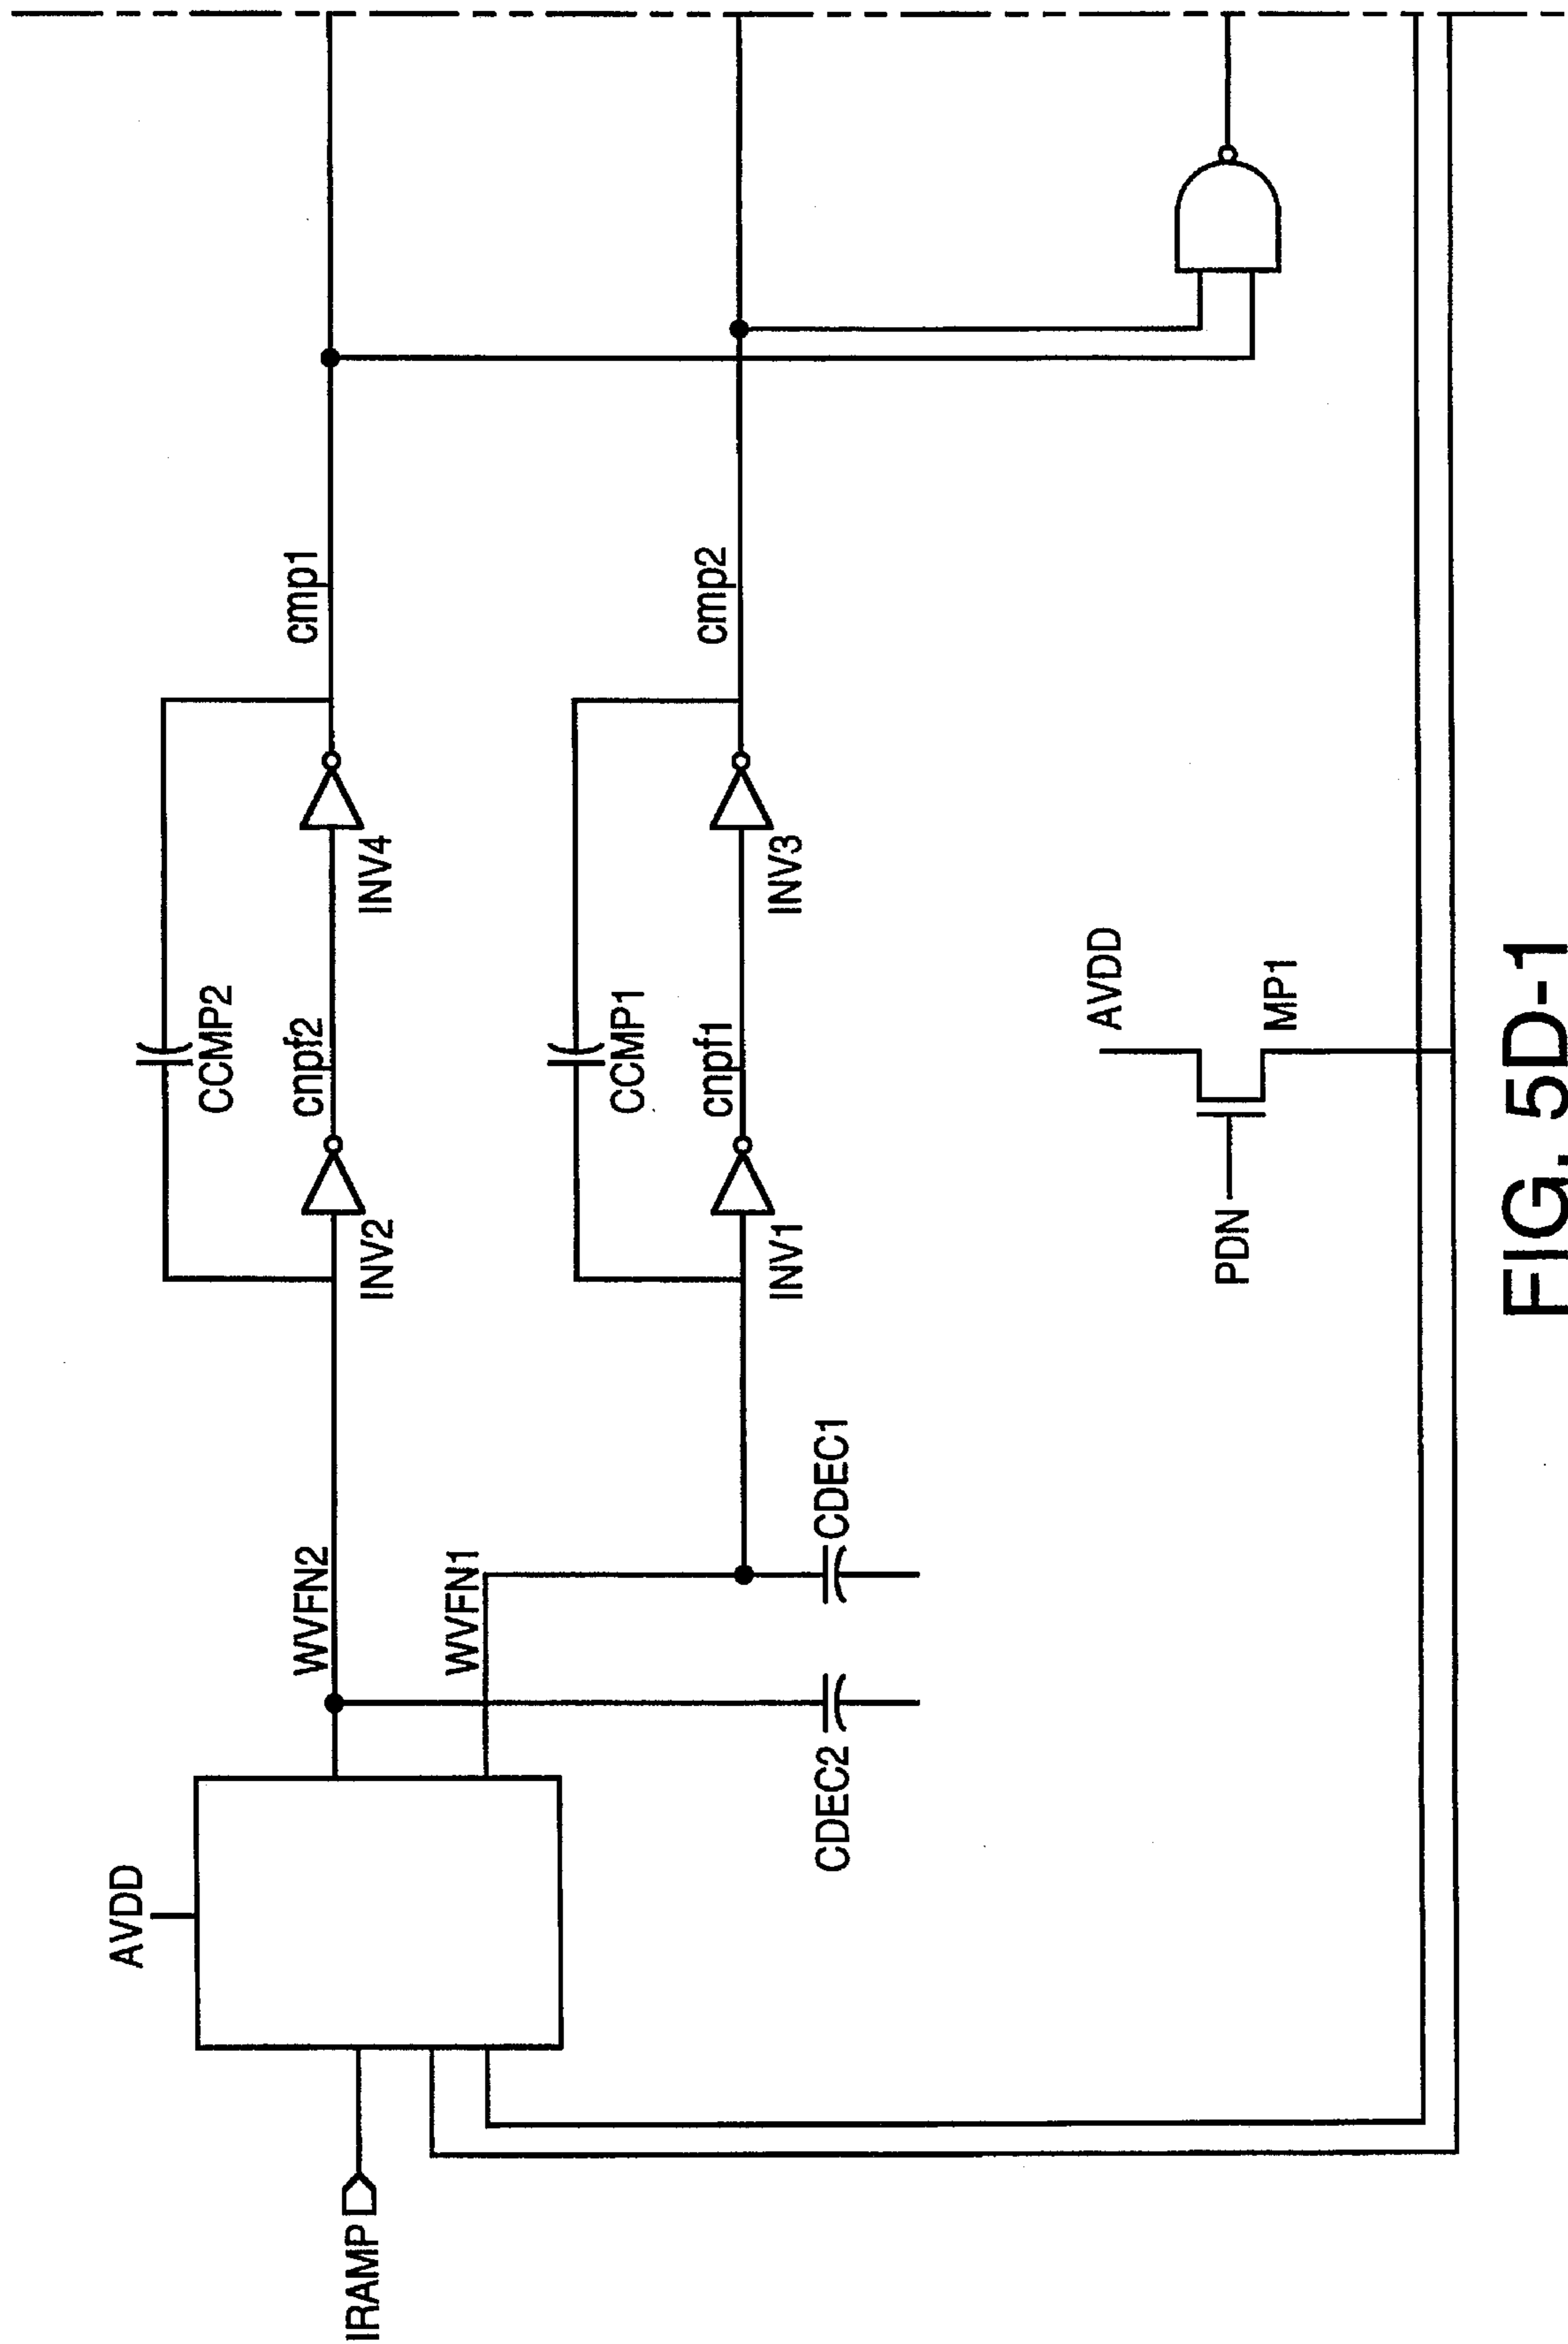 AVDD
IRAMP
WVFN2
WVFN1
CDEC2
CDEC1
CCMP2
cnpf2
INV2
INV4
cmp1
CCMP1
cnpf1
INV1
INV3
cmp2
AVDD
PDN
MP1
FIG. 5D-1